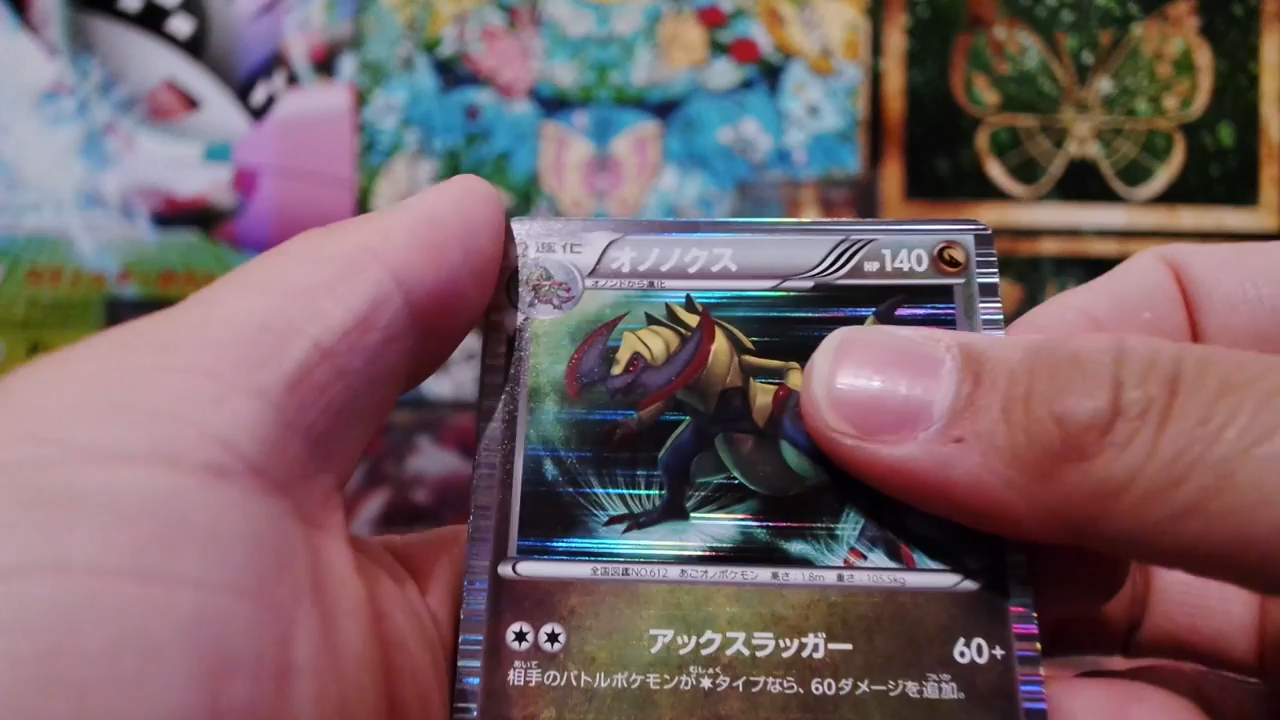 進化 オノノクス HP140
オノンドから進化
全国図鑑NO.612 あごオノポケモン 高さ:1.8m 重さ:105.5kg
アックスラッガー 60+
相手のバトルポケモンが✶タイプなら、60ダメージを追加。